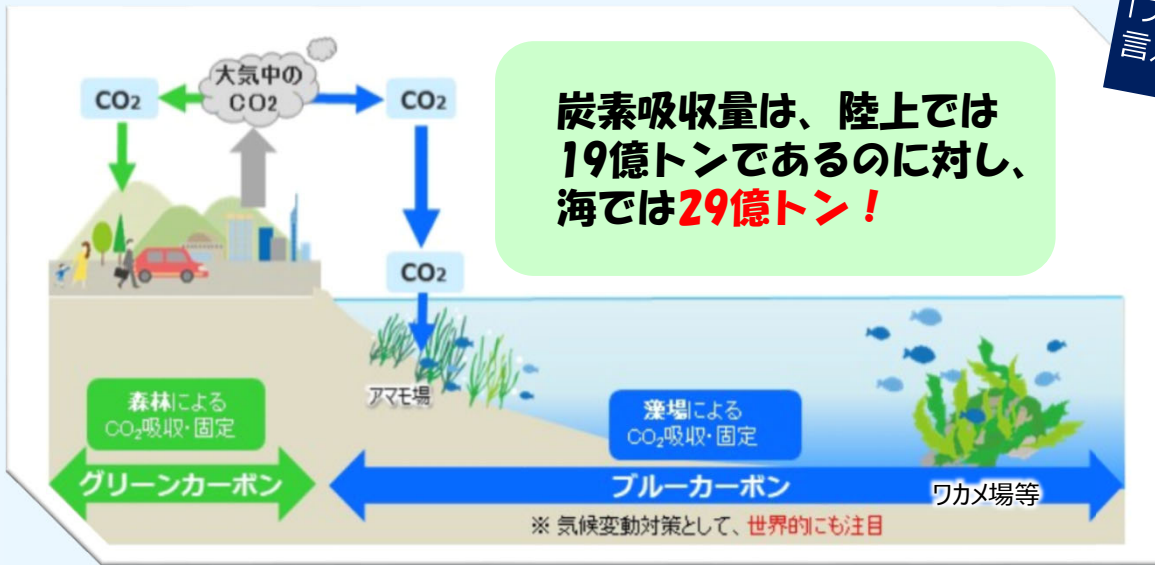 大気中の
CO2
CO2
CO2
炭素吸収量は、陸上では
19億トンであるのに対し、
海では29億トン！
CO2
アマモ場
森林による
CO₂吸収・固定
藻場による
CO₂吸収・固定
グリーンカーボン
ブルーカーボン
ワカメ場等
※ 気候変動対策として、世界的にも注目